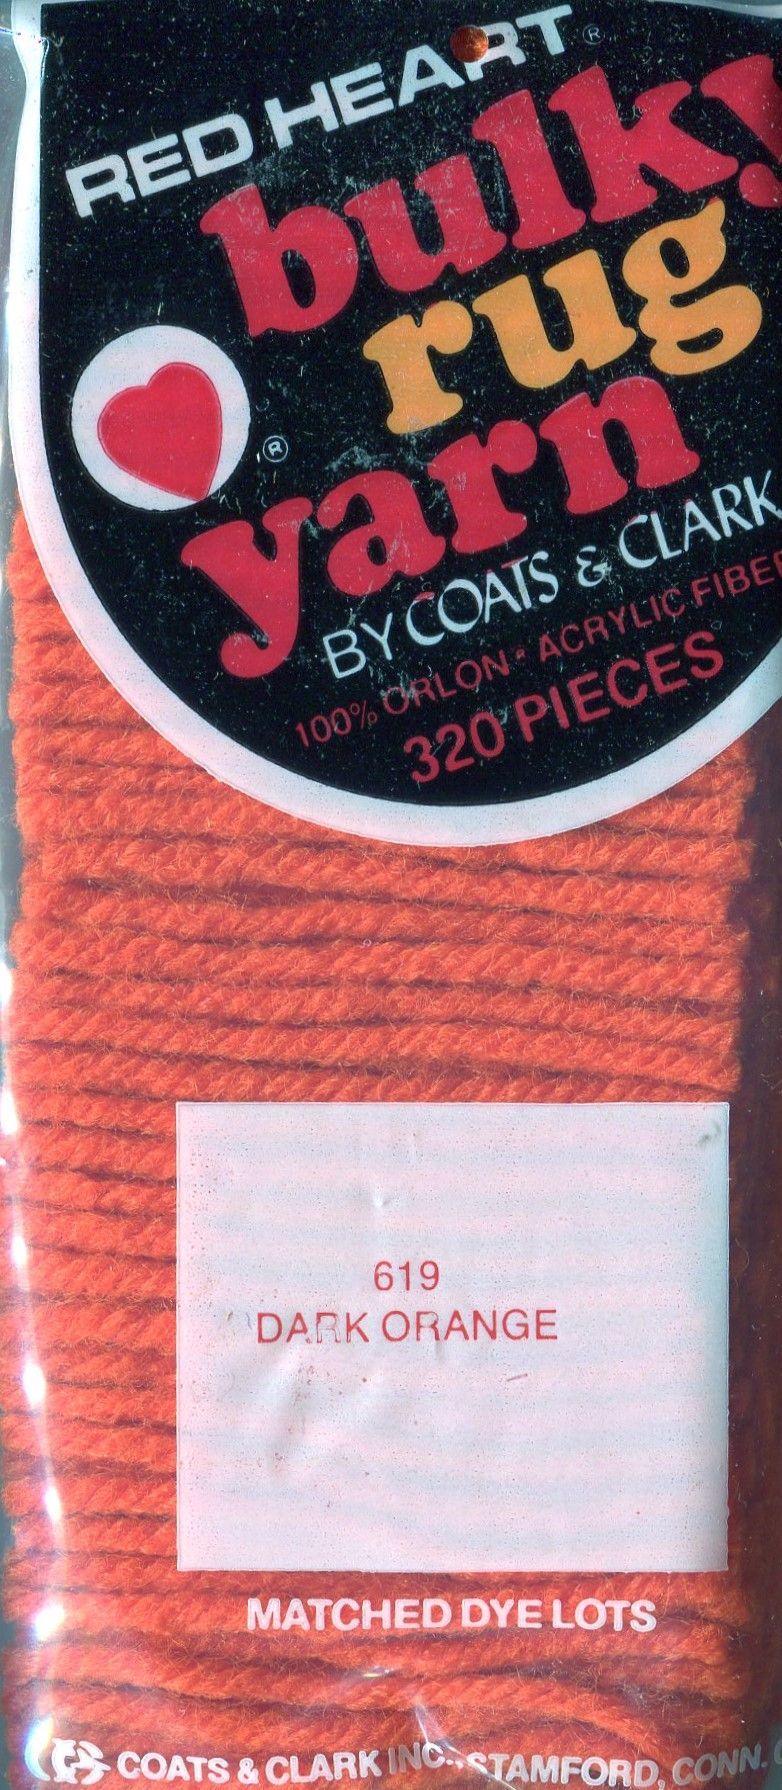 RED HEART®
bulky
rug
®
yarn
BY COATS & CLARK
100% ORLON® ACRYLIC FIBER
320 PIECES
619
DARK ORANGE
MATCHED DYE LOTS
COATS & CLARK INC., STAMFORD, CONN.